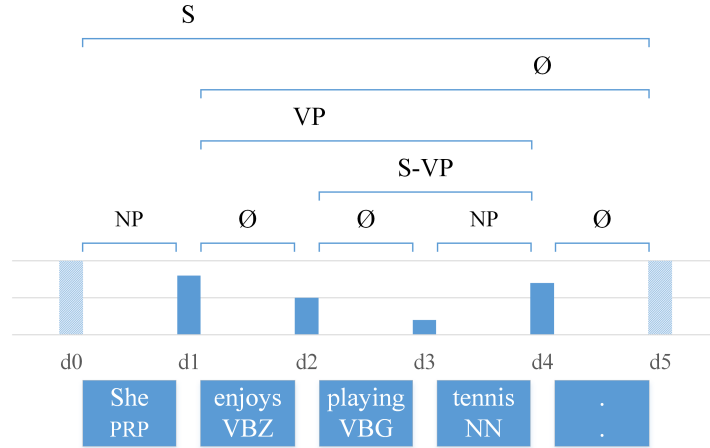 S
Ø
VP
S-VP
NP Ø Ø NP Ø
d0 d1 d2 d3 d4 d5
She enjoys playing tennis .
PRP VBZ VBG NN .